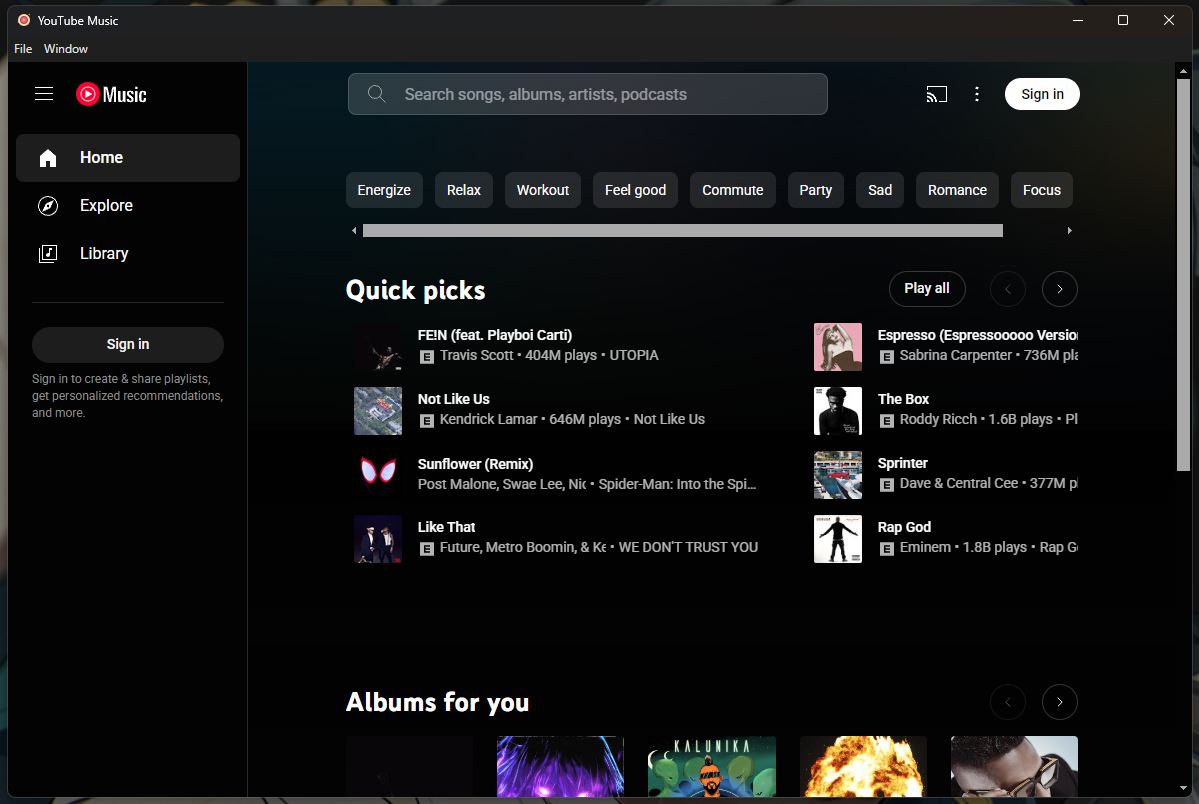 YouTube Music
File Window
Music
Search songs, albums, artists, podcasts
Sign in
Home
Explore
Library
Sign in
Sign in to create & share playlists,
get personalized recommendations,
and more.
Energize Relax Workout Feel good Commute Party Sad Romance Focus
Quick picks
Play all
FE!N (feat. Playboi Carti)
E Travis Scott • 404M plays • UTOPIA
Not Like Us
E Kendrick Lamar • 646M plays • Not Like Us
Sunflower (Remix)
Post Malone, Swae Lee, Nic • Spider-Man: Into the Spi...
Like That
E Future, Metro Boomin, & Ke • WE DON'T TRUST YOU
Espresso (Espressooooo Version
E Sabrina Carpenter • 736M pla
The Box
E Roddy Ricch • 1.6B plays • Pl
Sprinter
E Dave & Central Cee • 377M pl
Rap God
E Eminem • 1.8B plays • Rap G
Albums for you
KALUNIKA